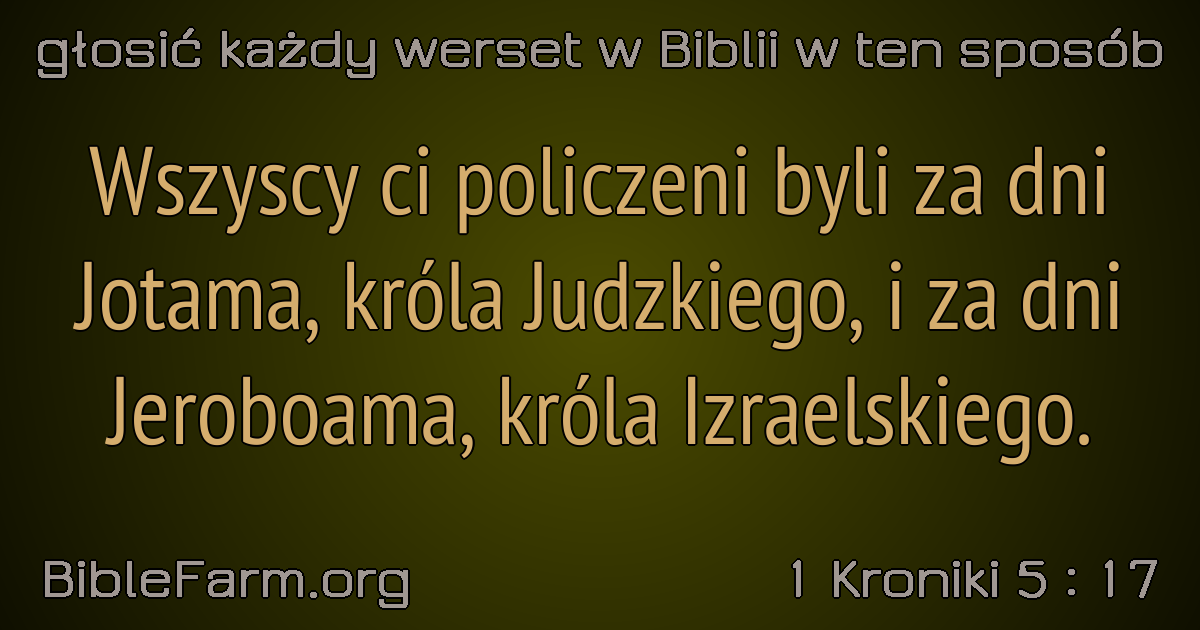 głosić każdy werset w Biblii w ten sposób
Wszyscy ci policzeni byli za dni
Jotama, króla Judzkiego, i za dni
Jeroboama, króla Izraelskiego.
BibleFarm.org
1 Kroniki 5 : 17